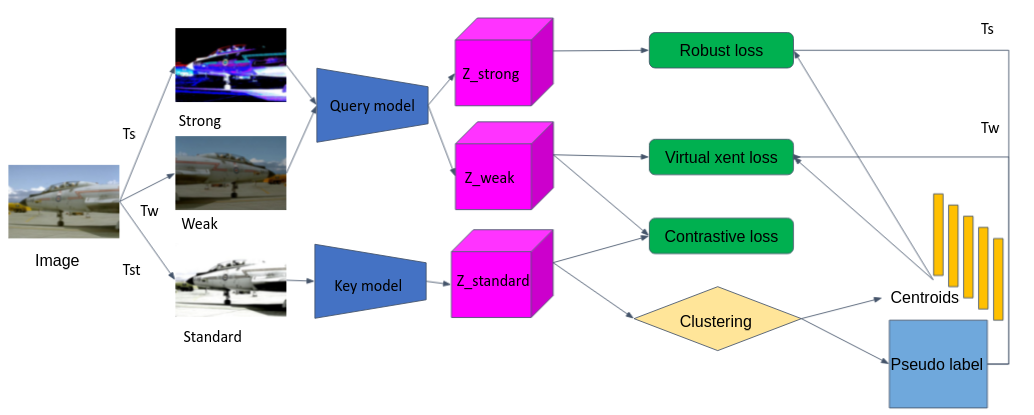 Ts
Robust loss
Z_strong
Query model
Strong
Ts
Tw
Virtual xent loss
Z_weak
Tw
Weak
Contrastive loss
Image
Tst
Z_standard
Key model
Centroids
Clustering
Standard
Pseudo label